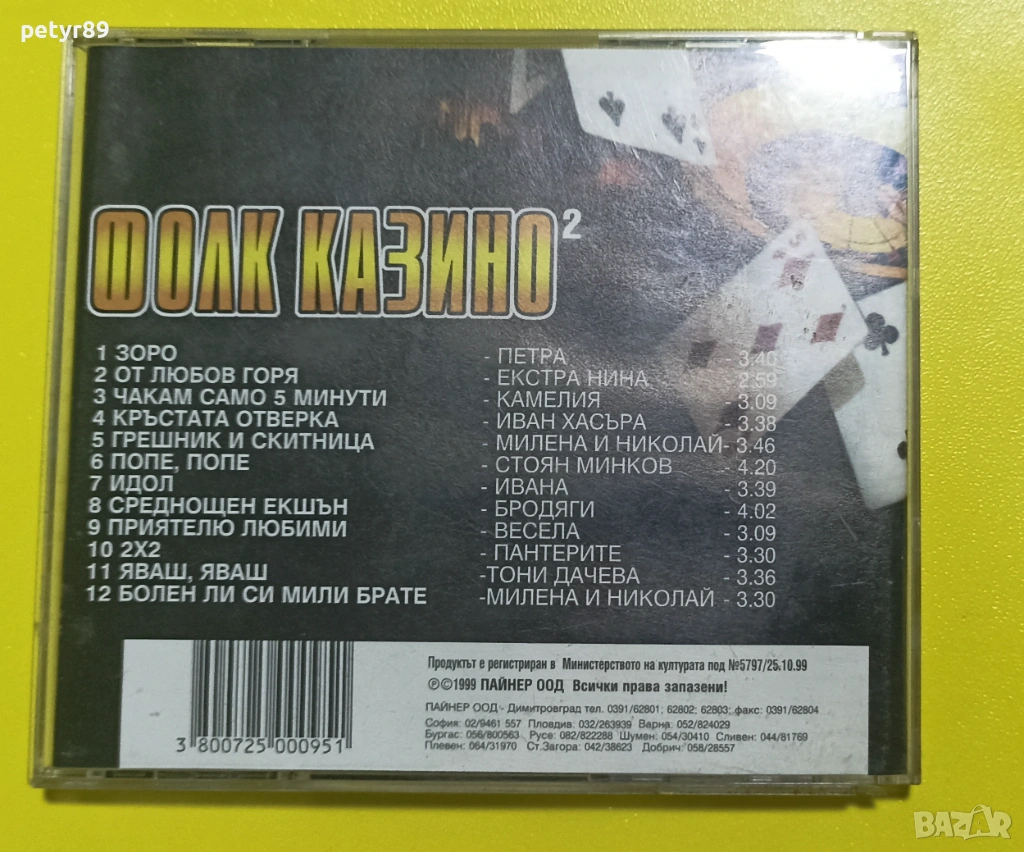 petyr89
ФОЛК КАЗИНО 2
1 ЗОРО - ПЕТРА - 3.40
2 ОТ ЛЮБОВ ГОРЯ - ЕКСТРА НИНА - 2.59
3 ЧАКАМ САМО 5 МИНУТИ - КАМЕЛИЯ - 3.09
4 КРЪСТАТА ОТВЕРКА - ИВАН ХАСЪРА - 3.38
5 ГРЕШНИК И СКИТНИЦА - МИЛЕНА И НИКОЛАЙ - 3.46
6 ПОПЕ, ПОПЕ - СТОЯН МИНКОВ - 4.20
7 ИДОЛ - ИВАНА - 3.39
8 СРЕДНОЩЕН ЕКШЪН - БРОДЯГИ - 4.02
9 ПРИЯТЕЛЮ ЛЮБИМИ - ВЕСЕЛА - 3.09
10 2X2 - ПАНТЕРИТЕ - 3.30
11 ЯВАШ, ЯВАШ -ТОНИ ДАЧЕВА - 3.36
12 БОЛЕН ЛИ СИ МИЛИ БРАТЕ -МИЛЕНА И НИКОЛАЙ - 3.30
Продуктът е регистриран в Министерството на културата под №5797/25.10.99
℗©1999 ПАЙНЕР ООД Всички права запазени!
ПАЙНЕР ООД - Димитровград тел. 0391/62801; 62802; 62803; факс: 0391/62804
София: 02/9461 557 Пловдив: 032/263939 Варна: 052/824029
Бургас: 056/800563 Русе: 082/822288 Шумен: 054/30410 Сливен: 044/81769
Плевен: 064/31970 Ст.Загора: 042/38623 Добрич: 058/28557
3 800725 000951
BAZAR